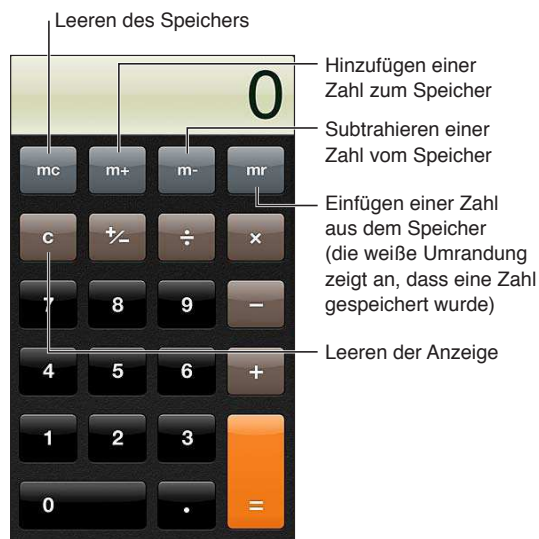 Leeren des Speichers
0
Hinzufügen einer
Zahl zum Speicher
Subtrahieren einer
Zahl vom Speicher
mc m+ m- mr
Einfügen einer Zahl
aus dem Speicher
(die weiße Umrandung
zeigt an, dass eine Zahl
gespeichert wurde)
c +/− ÷ ×
7 8 9 −
Leeren der Anzeige
4 5 6 +
1 2 3
0 . =